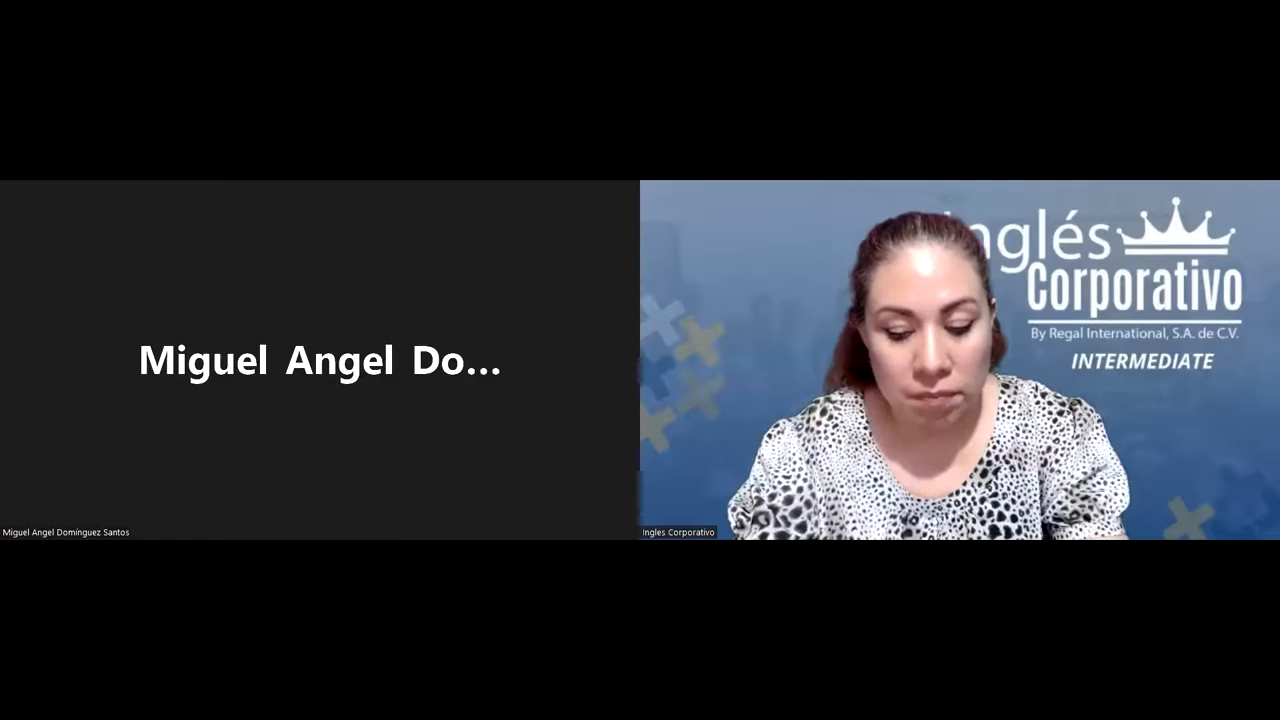 Miguel Angel Do...
Miguel Angel Domínguez Santos
Inglés
Corporativo
By Regal International, S.A. de C.V.
INTERMEDIATE
Ingles Corporativo